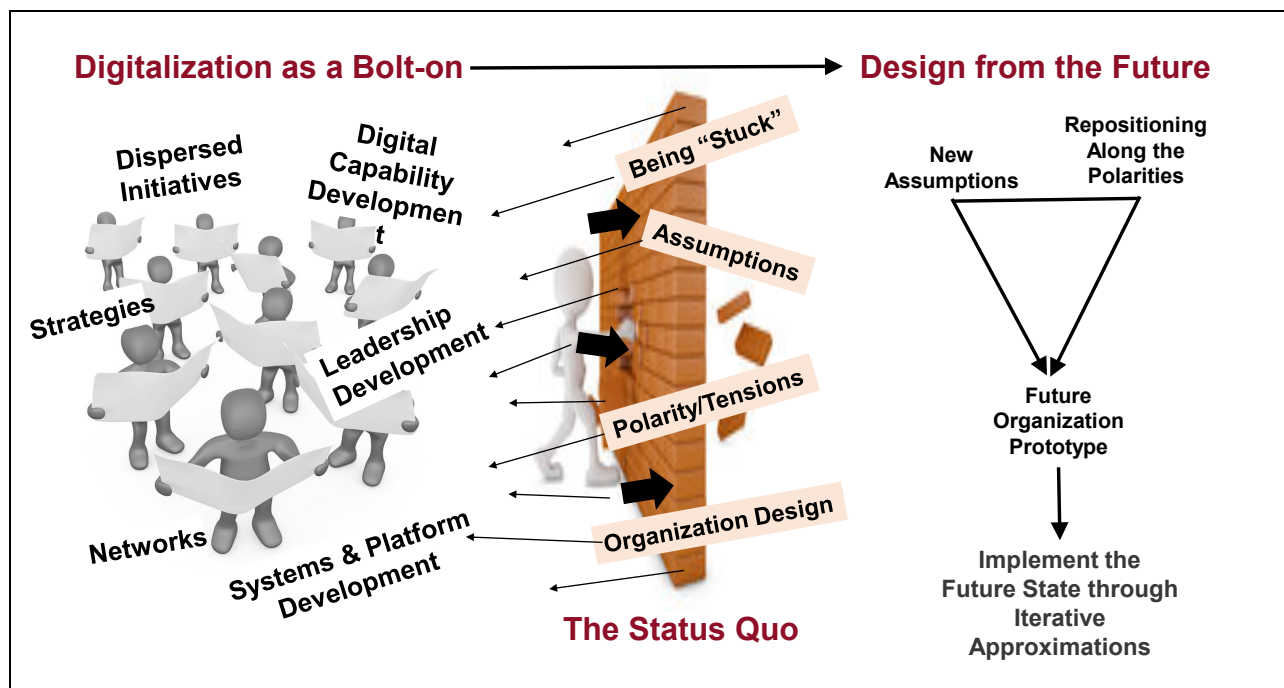 Digitalization as a Bolt-on
Design from the Future
Dispersed
Initiatives
Digital
Capability
Developmen
t
Strategies
Leadership
Development
Networks
Systems & Platform
Development
Being “Stuck”
Assumptions
Polarity/Tensions
Organization Design
The Status Quo
New
Assumptions
Repositioning
Along the
Polarities
Future
Organization
Prototype
Implement the
Future State through
Iterative
Approximations